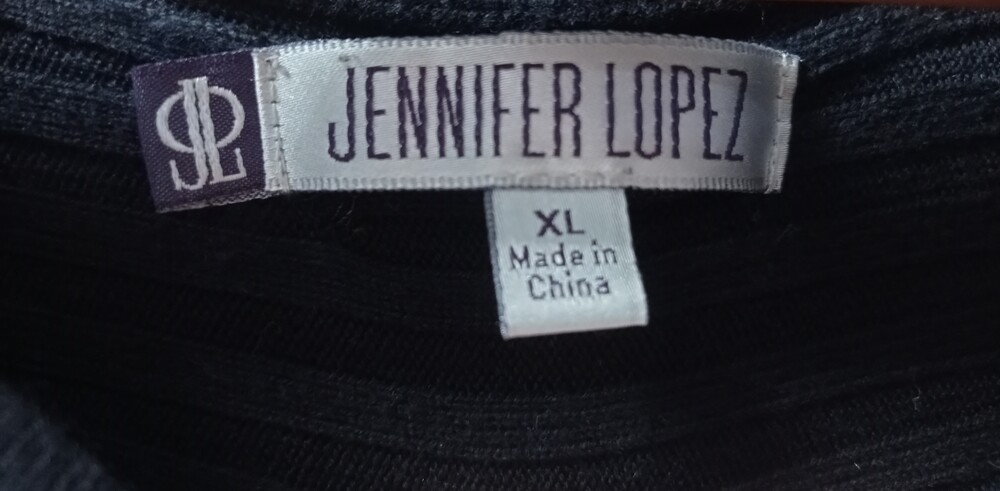 JL JENNIFER LOPEZ
XL
Made in
China